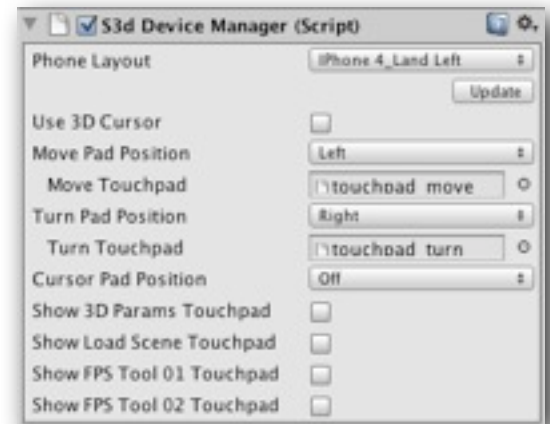 S3d Device Manager (Script)
Phone Layout iPhone 4_Land Left
Update
Use 3D Cursor
Move Pad Position Left
Move Touchpad touchpad_move
Turn Pad Position Right
Turn Touchpad touchpad_turn
Cursor Pad Position Off
Show 3D Params Touchpad
Show Load Scene Touchpad
Show FPS Tool 01 Touchpad
Show FPS Tool 02 Touchpad